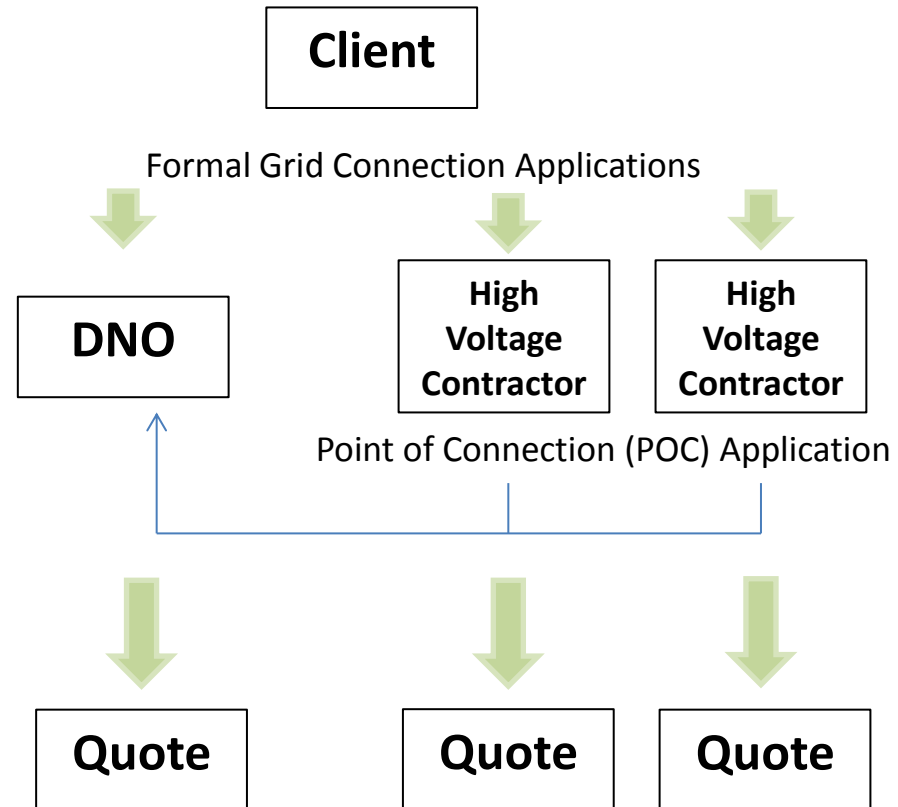 Client
Formal Grid Connection Applications
DNO
High
Voltage
Contractor
High
Voltage
Contractor
Point of Connection (POC) Application
Quote
Quote
Quote